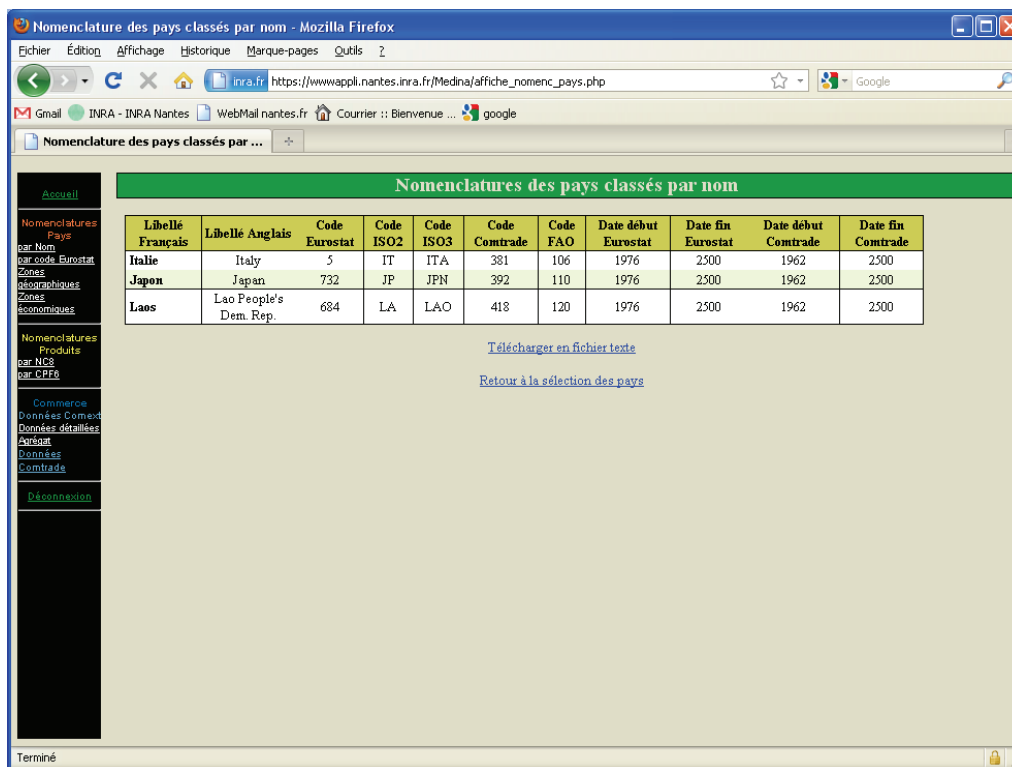 Nomenclature des pays classés par nom - Mozilla Firefox
Fichier Édition Affichage Historique Marque-pages Outils ?
inra.fr https://wwwappli.nantes.inra.fr/Medina/affiche_nomenc_pays.php Google
Gmail INRA - INRA Nantes WebMail nantes.fr Courrier :: Bienvenue ... google
Nomenclature des pays classés par ...
Accueil
Nomenclatures
Pays
par Nom
par code Eurostat
Zones
géographiques
Zones
économiques
Nomenclatures
Produits
par NC8
par CPF6
Commerce
Données Comext
Données détaillées
Agrégat
Données
Comtrade
Déconnexion
Nomenclatures des pays classés par nom
Libellé Français Libellé Anglais Code Eurostat Code ISO2 Code ISO3 Code Comtrade Code FAO Date début Eurostat Date fin Eurostat Date début Comtrade Date fin Comtrade
Italie Italy 5 IT ITA 381 106 1976 2500 1962 2500
Japon Japan 732 JP JPN 392 110 1976 2500 1962 2500
Laos Lao People's Dem. Rep. 684 LA LAO 418 120 1976 2500 1962 2500
Télécharger en fichier texte
Retour à la sélection des pays
Terminé